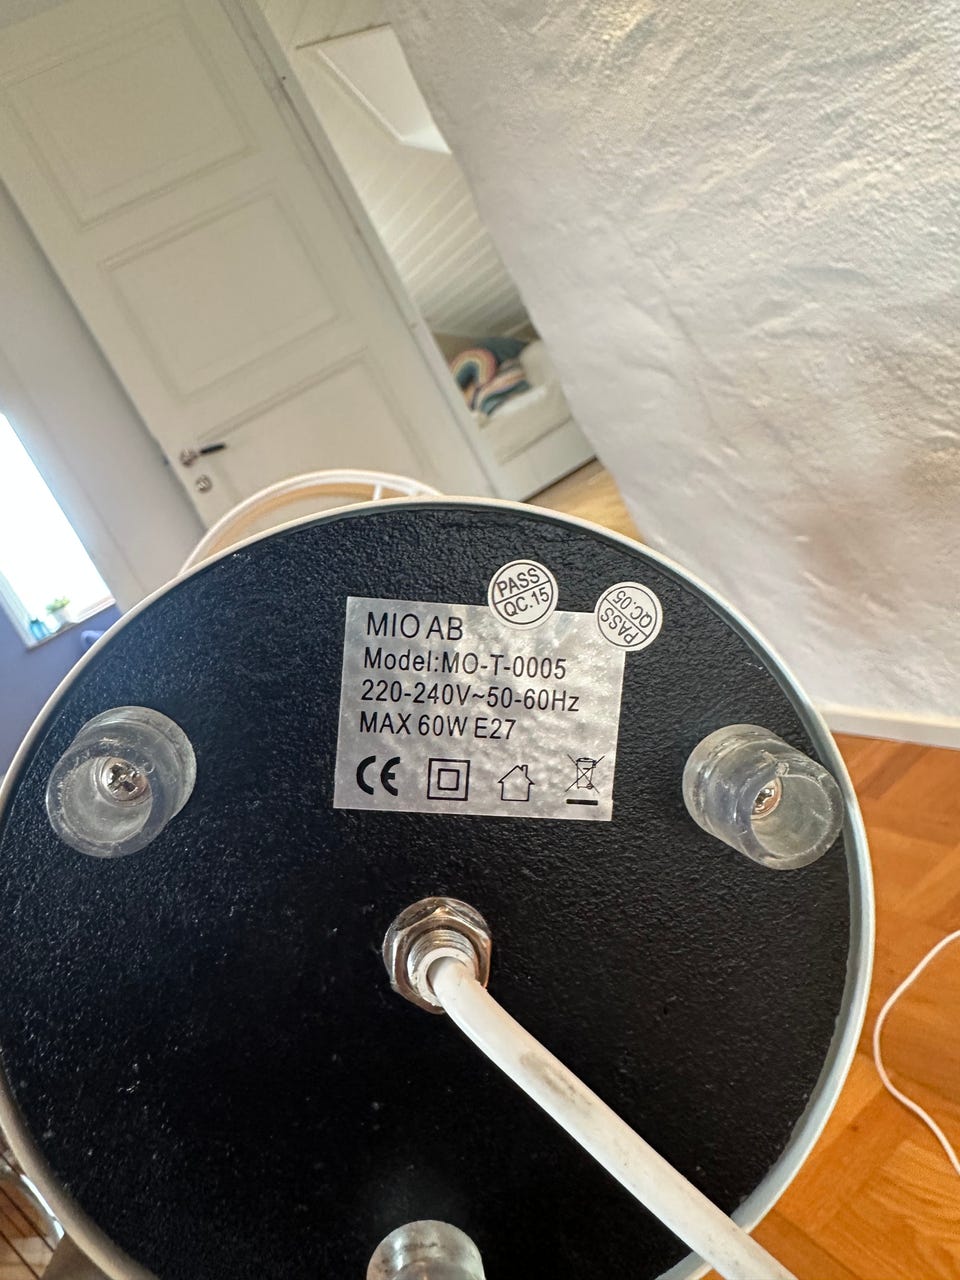 PASS
QC.15
PASS
QC.05
MIO AB
Model:MO-T-0005
220-240V~50-60Hz
MAX 60W E27
CE